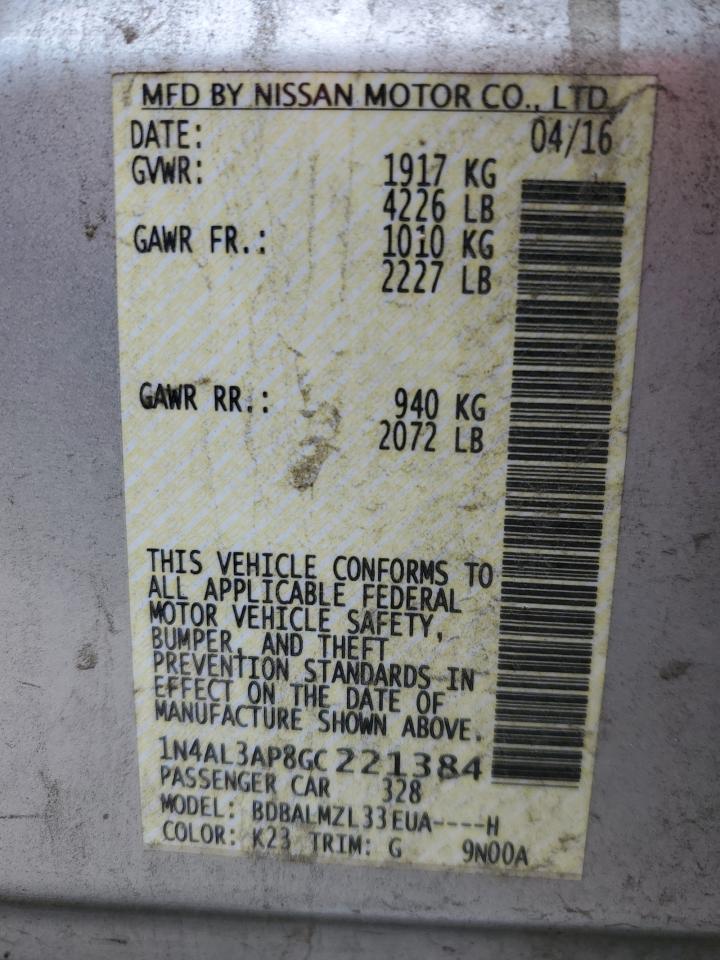 MFD BY NISSAN MOTOR CO., LTD.
DATE: 04/16
GVWR: 1917 KG
4226 LB
GAWR FR.: 1010 KG
2227 LB
GAWR RR.: 940 KG
2072 LB
THIS VEHICLE CONFORMS TO
ALL APPLICABLE FEDERAL
MOTOR VEHICLE SAFETY,
BUMPER, AND THEFT
PREVENTION STANDARDS IN
EFFECT ON THE DATE OF
MANUFACTURE SHOWN ABOVE.
1N4AL3AP8GC221384
PASSENGER CAR 328
MODEL: BDBALMZL33EUA----H
COLOR: K23 TRIM: G 9N00A